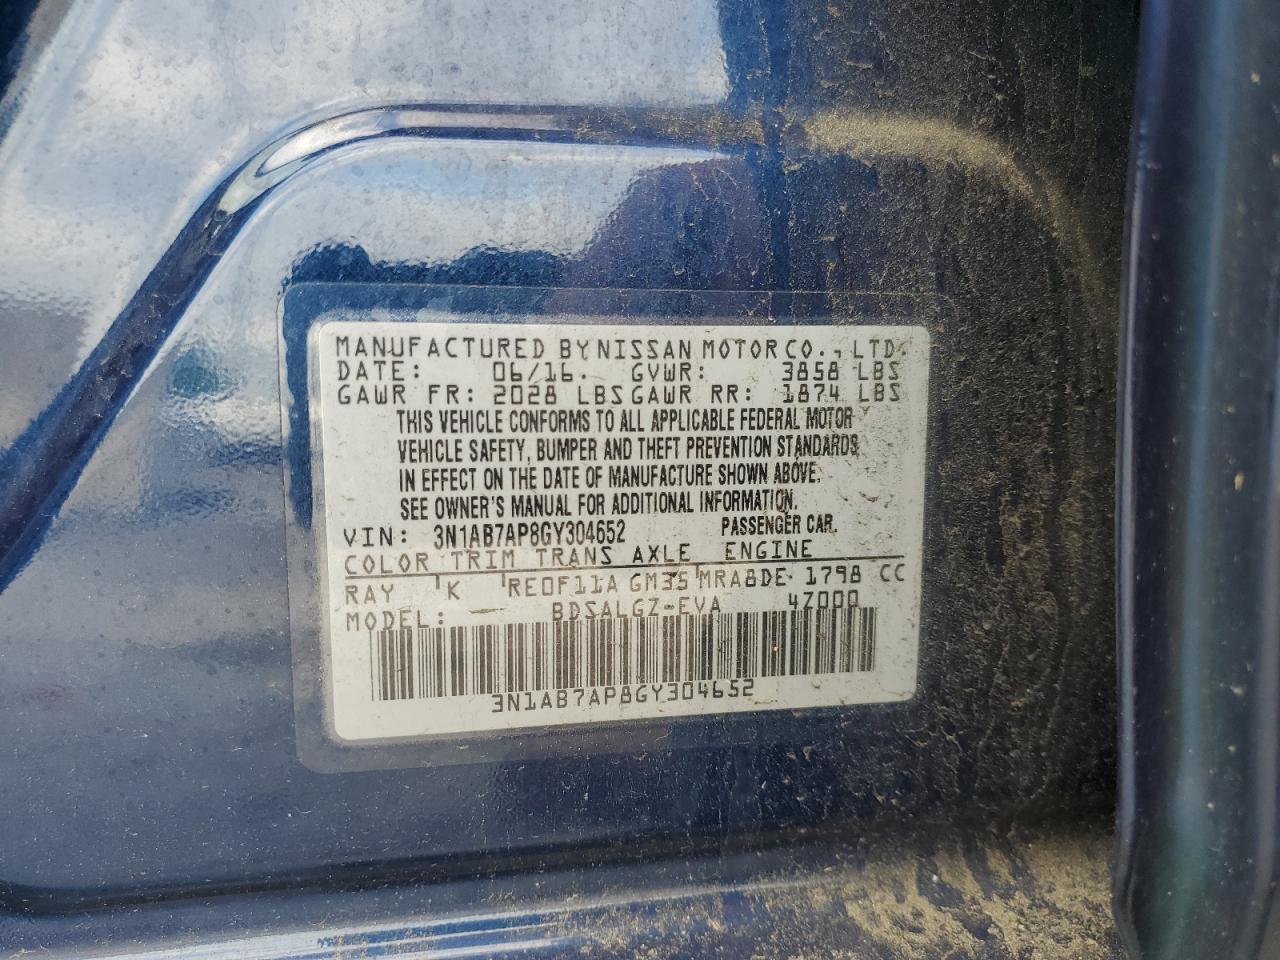 MANUFACTURED BY NISSAN MOTOR CO., LTD.
DATE: 06/16 GVWR: 3858 LBS
GAWR FR: 2028 LBS GAWR RR: 1874 LBS
THIS VEHICLE CONFORMS TO ALL APPLICABLE FEDERAL MOTOR
VEHICLE SAFETY, BUMPER AND THEFT PREVENTION STANDARDS
IN EFFECT ON THE DATE OF MANUFACTURE SHOWN ABOVE.
SEE OWNER'S MANUAL FOR ADDITIONAL INFORMATION.
VIN: 3N1AB7AP8GY304652 PASSENGER CAR.
COLOR TRIM TRANS AXLE ENGINE
RAY K RE0F11A GM35 MRA8DE 1798 CC
MODEL: BDSALGZ-EVA 4Z000
3N1AB7AP8GY304652